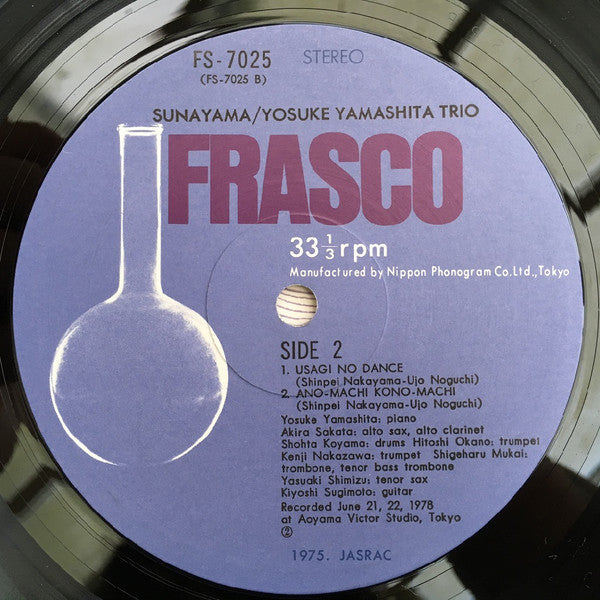 FS-7025 STEREO
(FS-7025 B)
SUNAYAMA/YOSUKE YAMASHITA TRIO
FRASCO
33 1/3 rpm
Manufactured by Nippon Phonogram Co.Ltd.,Tokyo
SIDE 2
1. USAGI NO DANCE
(Shinpei Nakayama-Ujo Noguchi)
2. ANO-MACHI KONO-MACHI
(Shinpei Nakayama-Ujo Noguchi)
Yosuke Yamashita: piano
Akira Sakata: alto sax, alto clarinet
Shohta Koyama: drums Hitoshi Okano: trumpet
Kenji Nakazawa: trumpet Shigeharu Mukai:
trombone, tenor bass trombone
Yasuaki Shimizu: tenor sax
Kiyoshi Sugimoto: guitar
Recorded June 21, 22, 1978
at Aoyama Victor Studio, Tokyo
②
1975. JASRAC